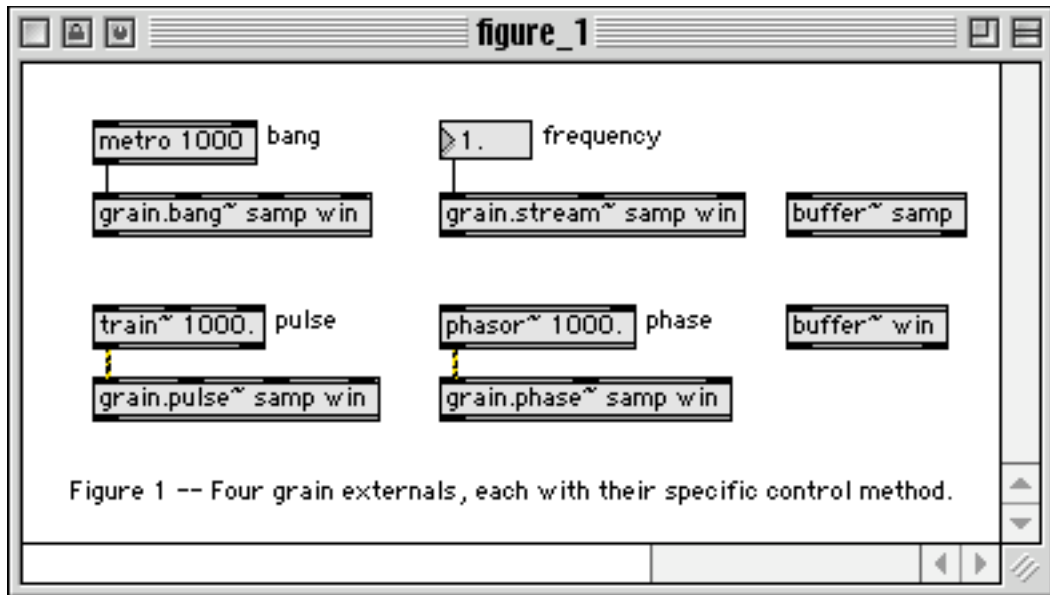 figure_1
metro 1000 bang
1. frequency
grain.bang~ samp win
grain.stream~ samp win
buffer~ samp
train~ 1000. pulse
phasor~ 1000. phase
buffer~ win
grain.pulse~ samp win
grain.phase~ samp win
Figure 1 -- Four grain externals, each with their specific control method.